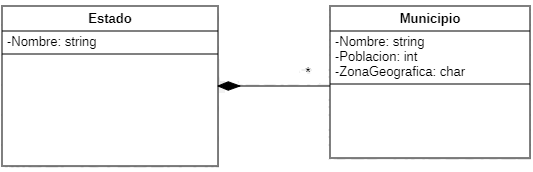 Estado
-Nombre: string
*
Municipio
-Nombre: string
-Poblacion: int
-ZonaGeografica: char